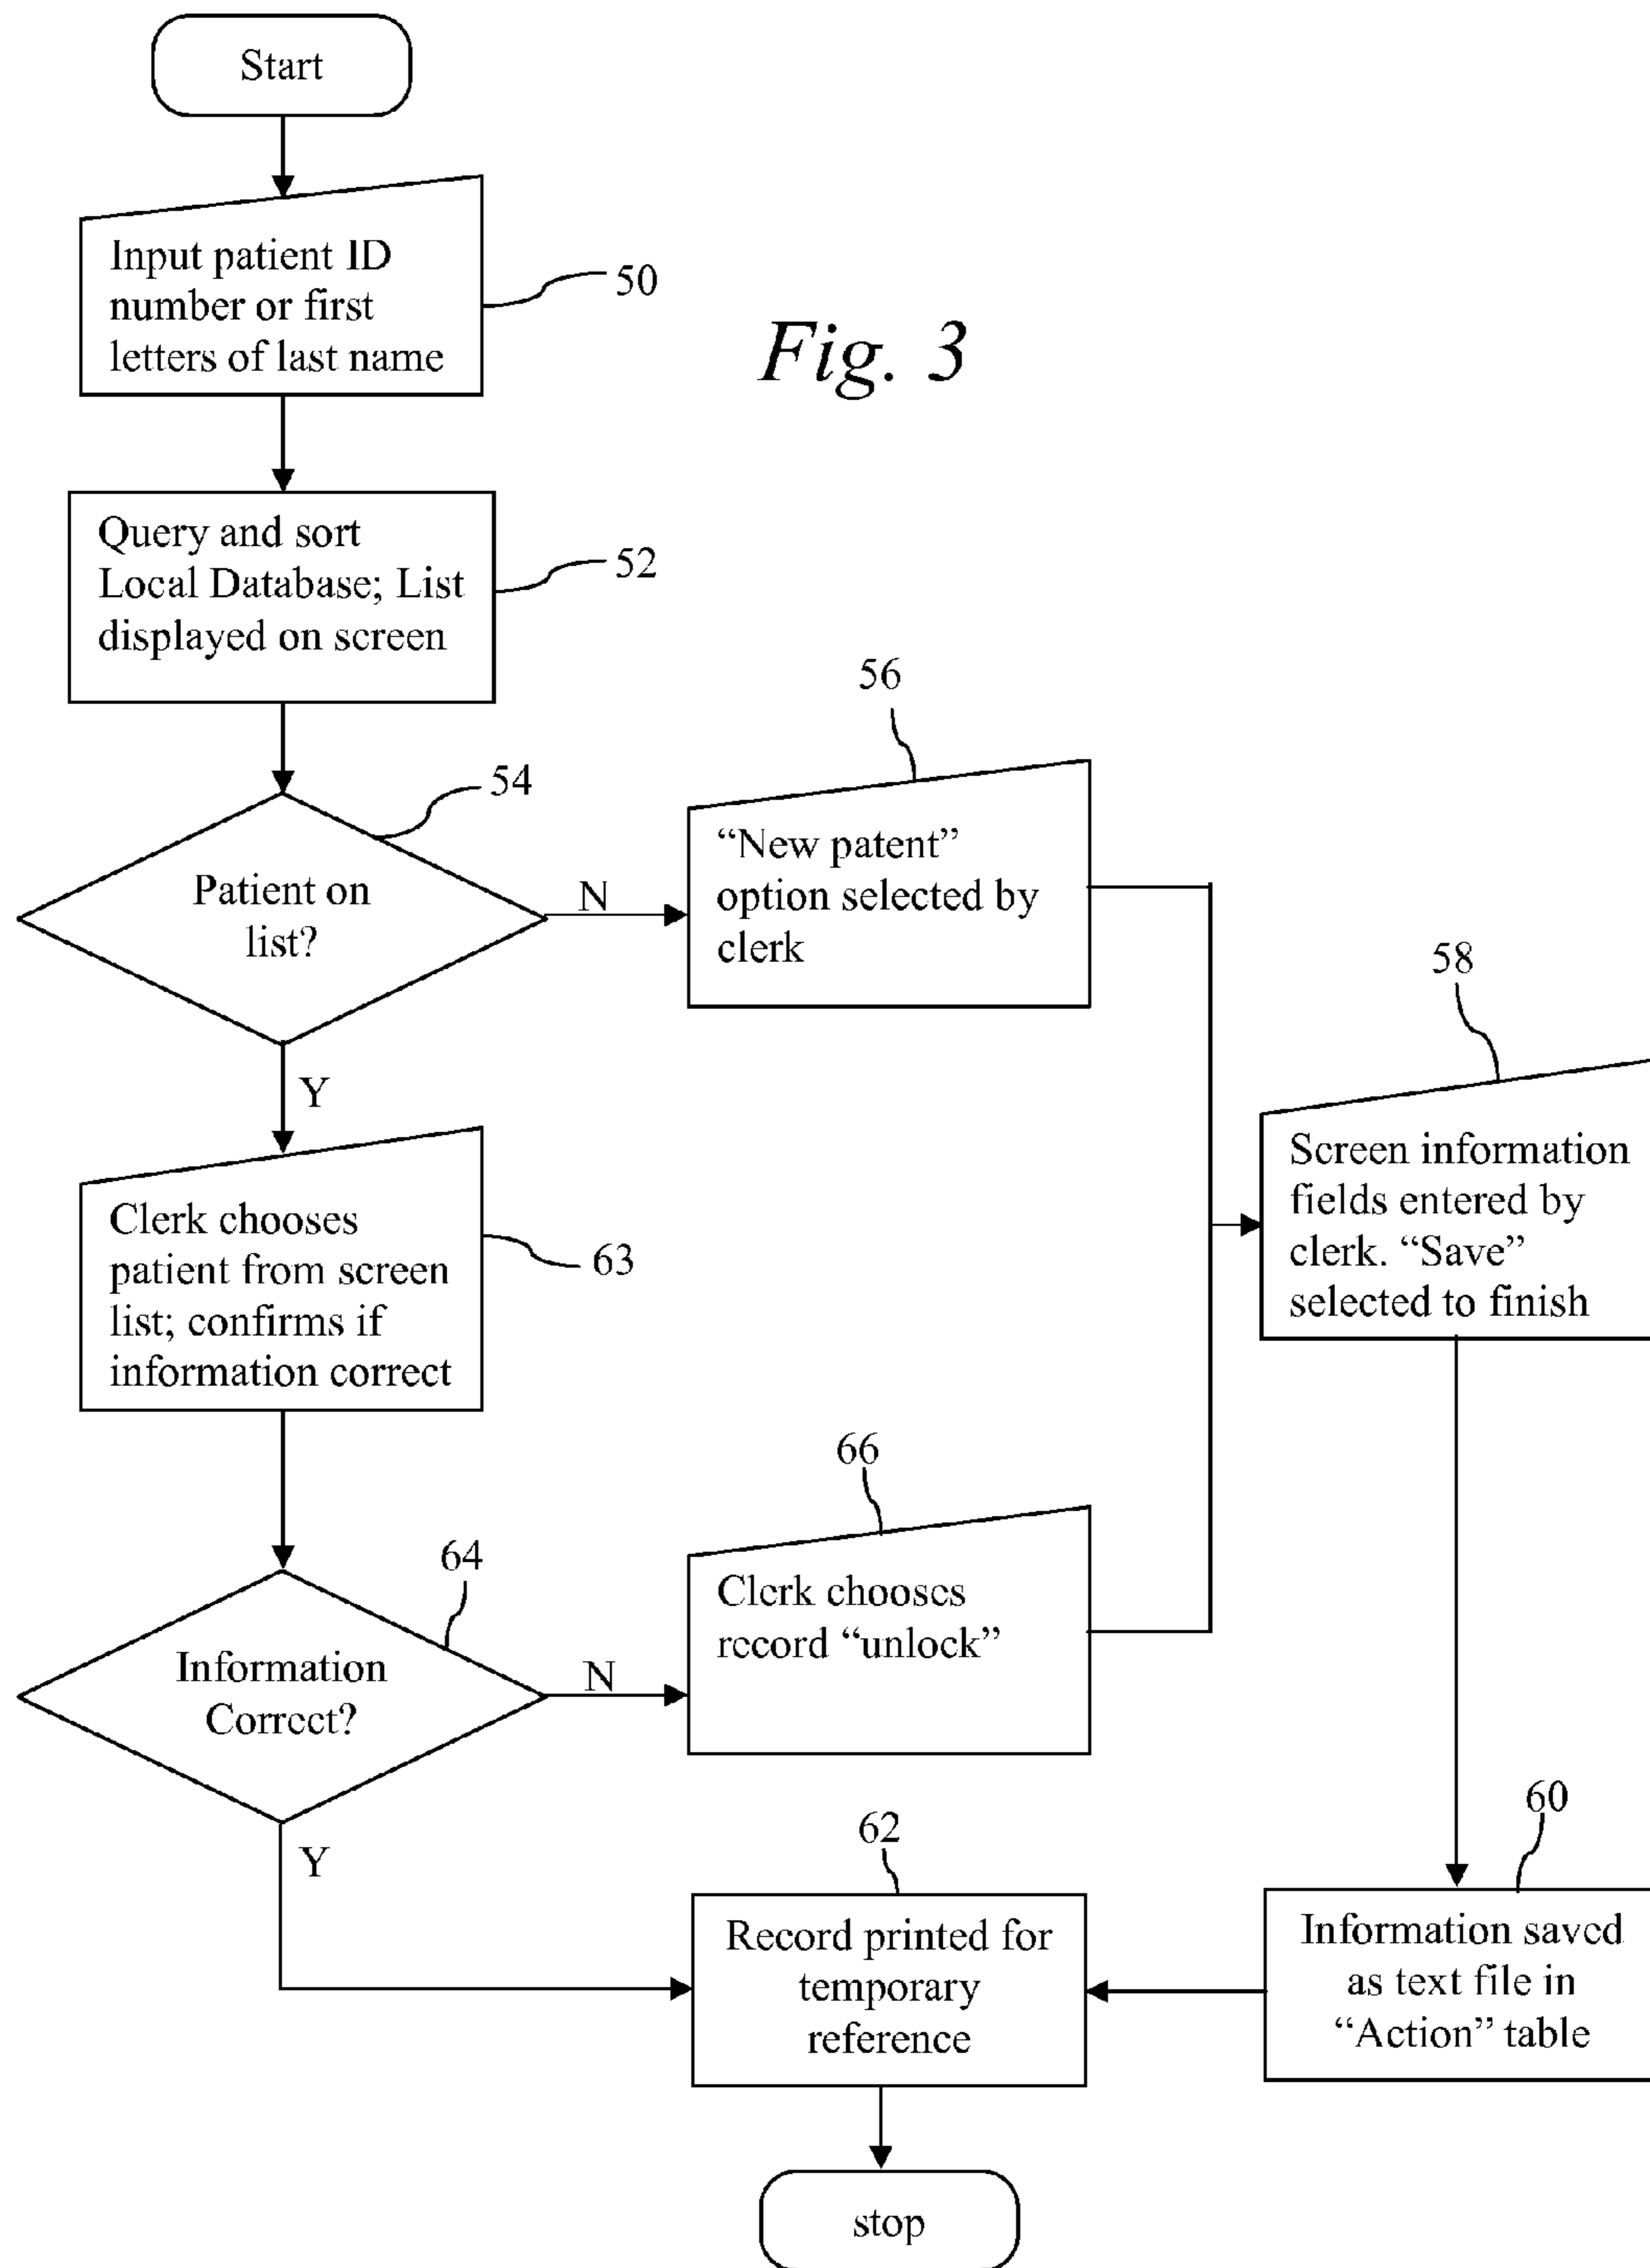 Start
Input patient ID
number or first
letters of last name
50
Fig. 3
Query and sort
Local Database; List
displayed on screen
52
54
Patient on
list?
N
Y
56
“New patent”
option selected by
clerk
58
Screen information
fields entered by
clerk. “Save”
selected to finish
Clerk chooses
patient from screen
list; confirms if
information correct
63
64
Information
Correct?
N
Y
66
Clerk chooses
record “unlock”
60
Information saved
as text file in
“Action” table
62
Record printed for
temporary
reference
stop